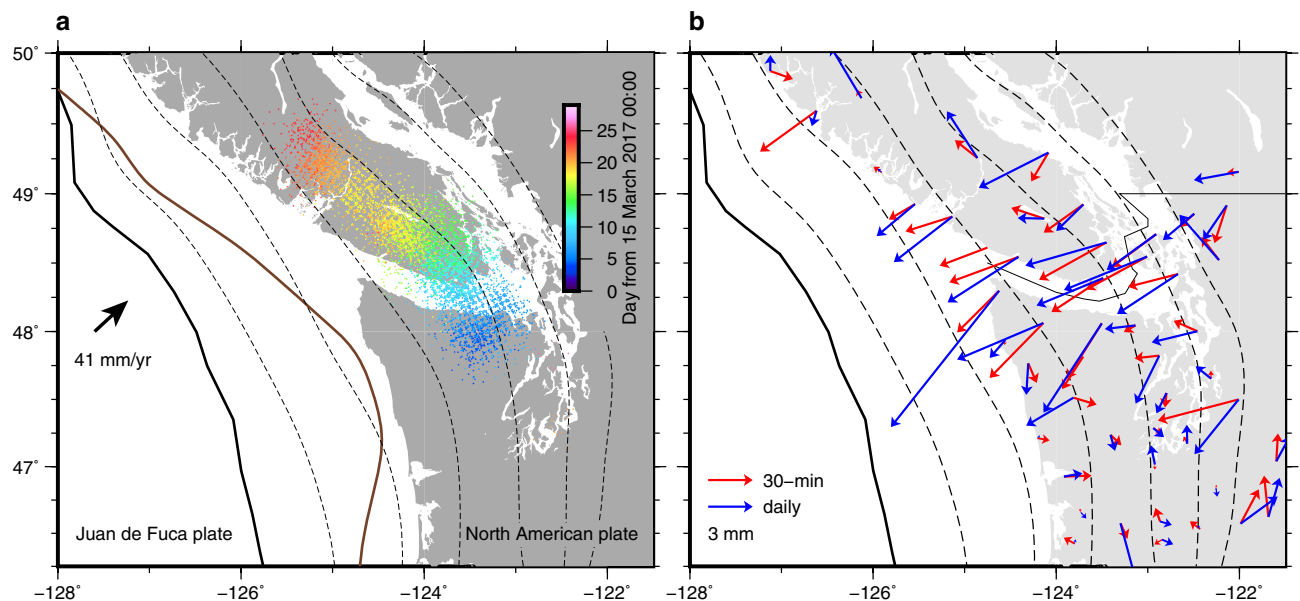 a
b
50°
49°
48°
47°
−128°
−126°
−124°
−122°
41 mm/yr
Juan de Fuca plate
North American plate
Day from 15 March 2017 00:00
25
20
15
10
5
0
30−min
daily
3 mm
−128°
−126°
−124°
−122°